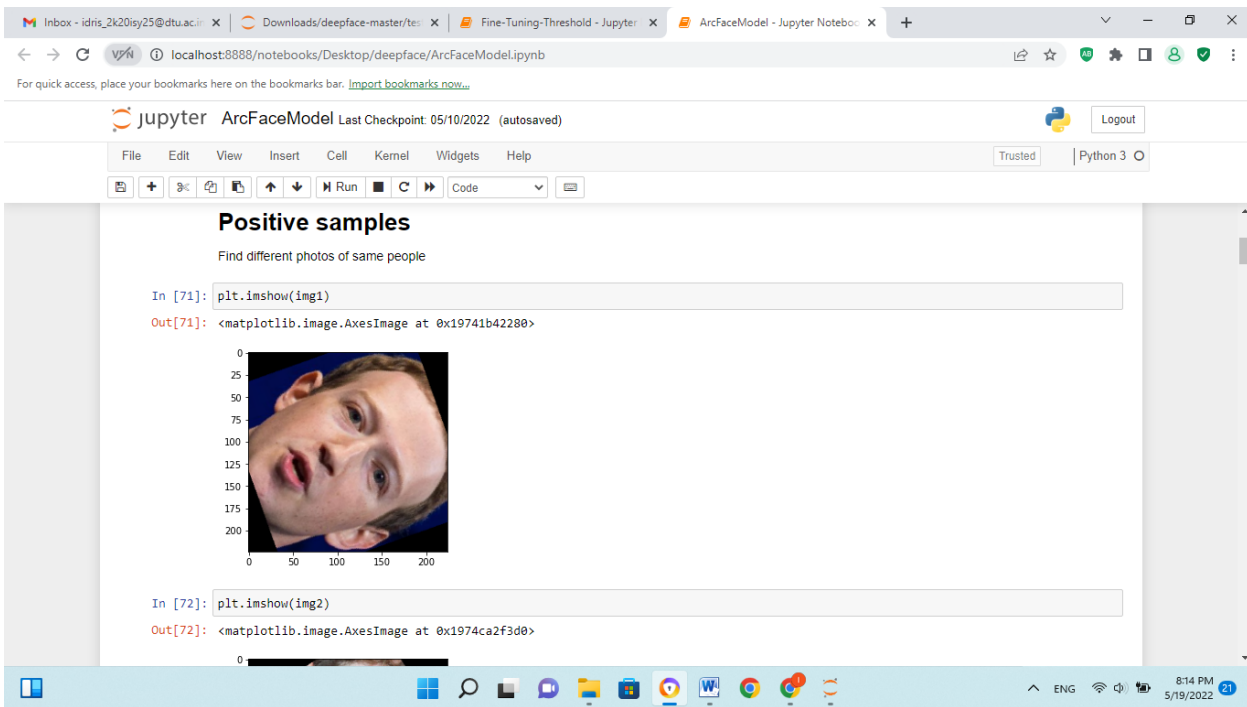 Inbox - idris_2k20isy25@dtu.ac.in
Downloads/deepface-master/tes
Fine-Tuning-Threshold - Jupyter
ArcFaceModel - Jupyter Noteboo
VPN localhost:8888/notebooks/Desktop/deepface/ArcFaceModel.ipynb
AB
For quick access, place your bookmarks here on the bookmarks bar. Import bookmarks now...
jupyter ArcFaceModel Last Checkpoint: 05/10/2022 (autosaved)
Logout
File Edit View Insert Cell Kernel Widgets Help
Trusted Python 3
Run Code
Positive samples
Find different photos of same people
In [71]: plt.imshow(img1)
Out[71]: <matplotlib.image.AxesImage at 0x19741b42280>
0
25
50
75
100
125
150
175
200
0 50 100 150 200
In [72]: plt.imshow(img2)
Out[72]: <matplotlib.image.AxesImage at 0x1974ca2f3d0>
0
ENG
8:14 PM
5/19/2022
21